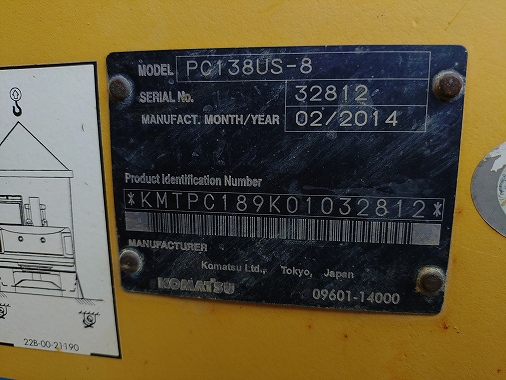 MODEL PC138US-8
SERIAL No. 32812
MANUFACT. MONTH/YEAR 02/2014
Product Identification Number
*KMTPC189K01032812*
MANUFACTURER
Komatsu Ltd., Tokyo, Japan
KOMATSU 09601-14000
22B-00-21190